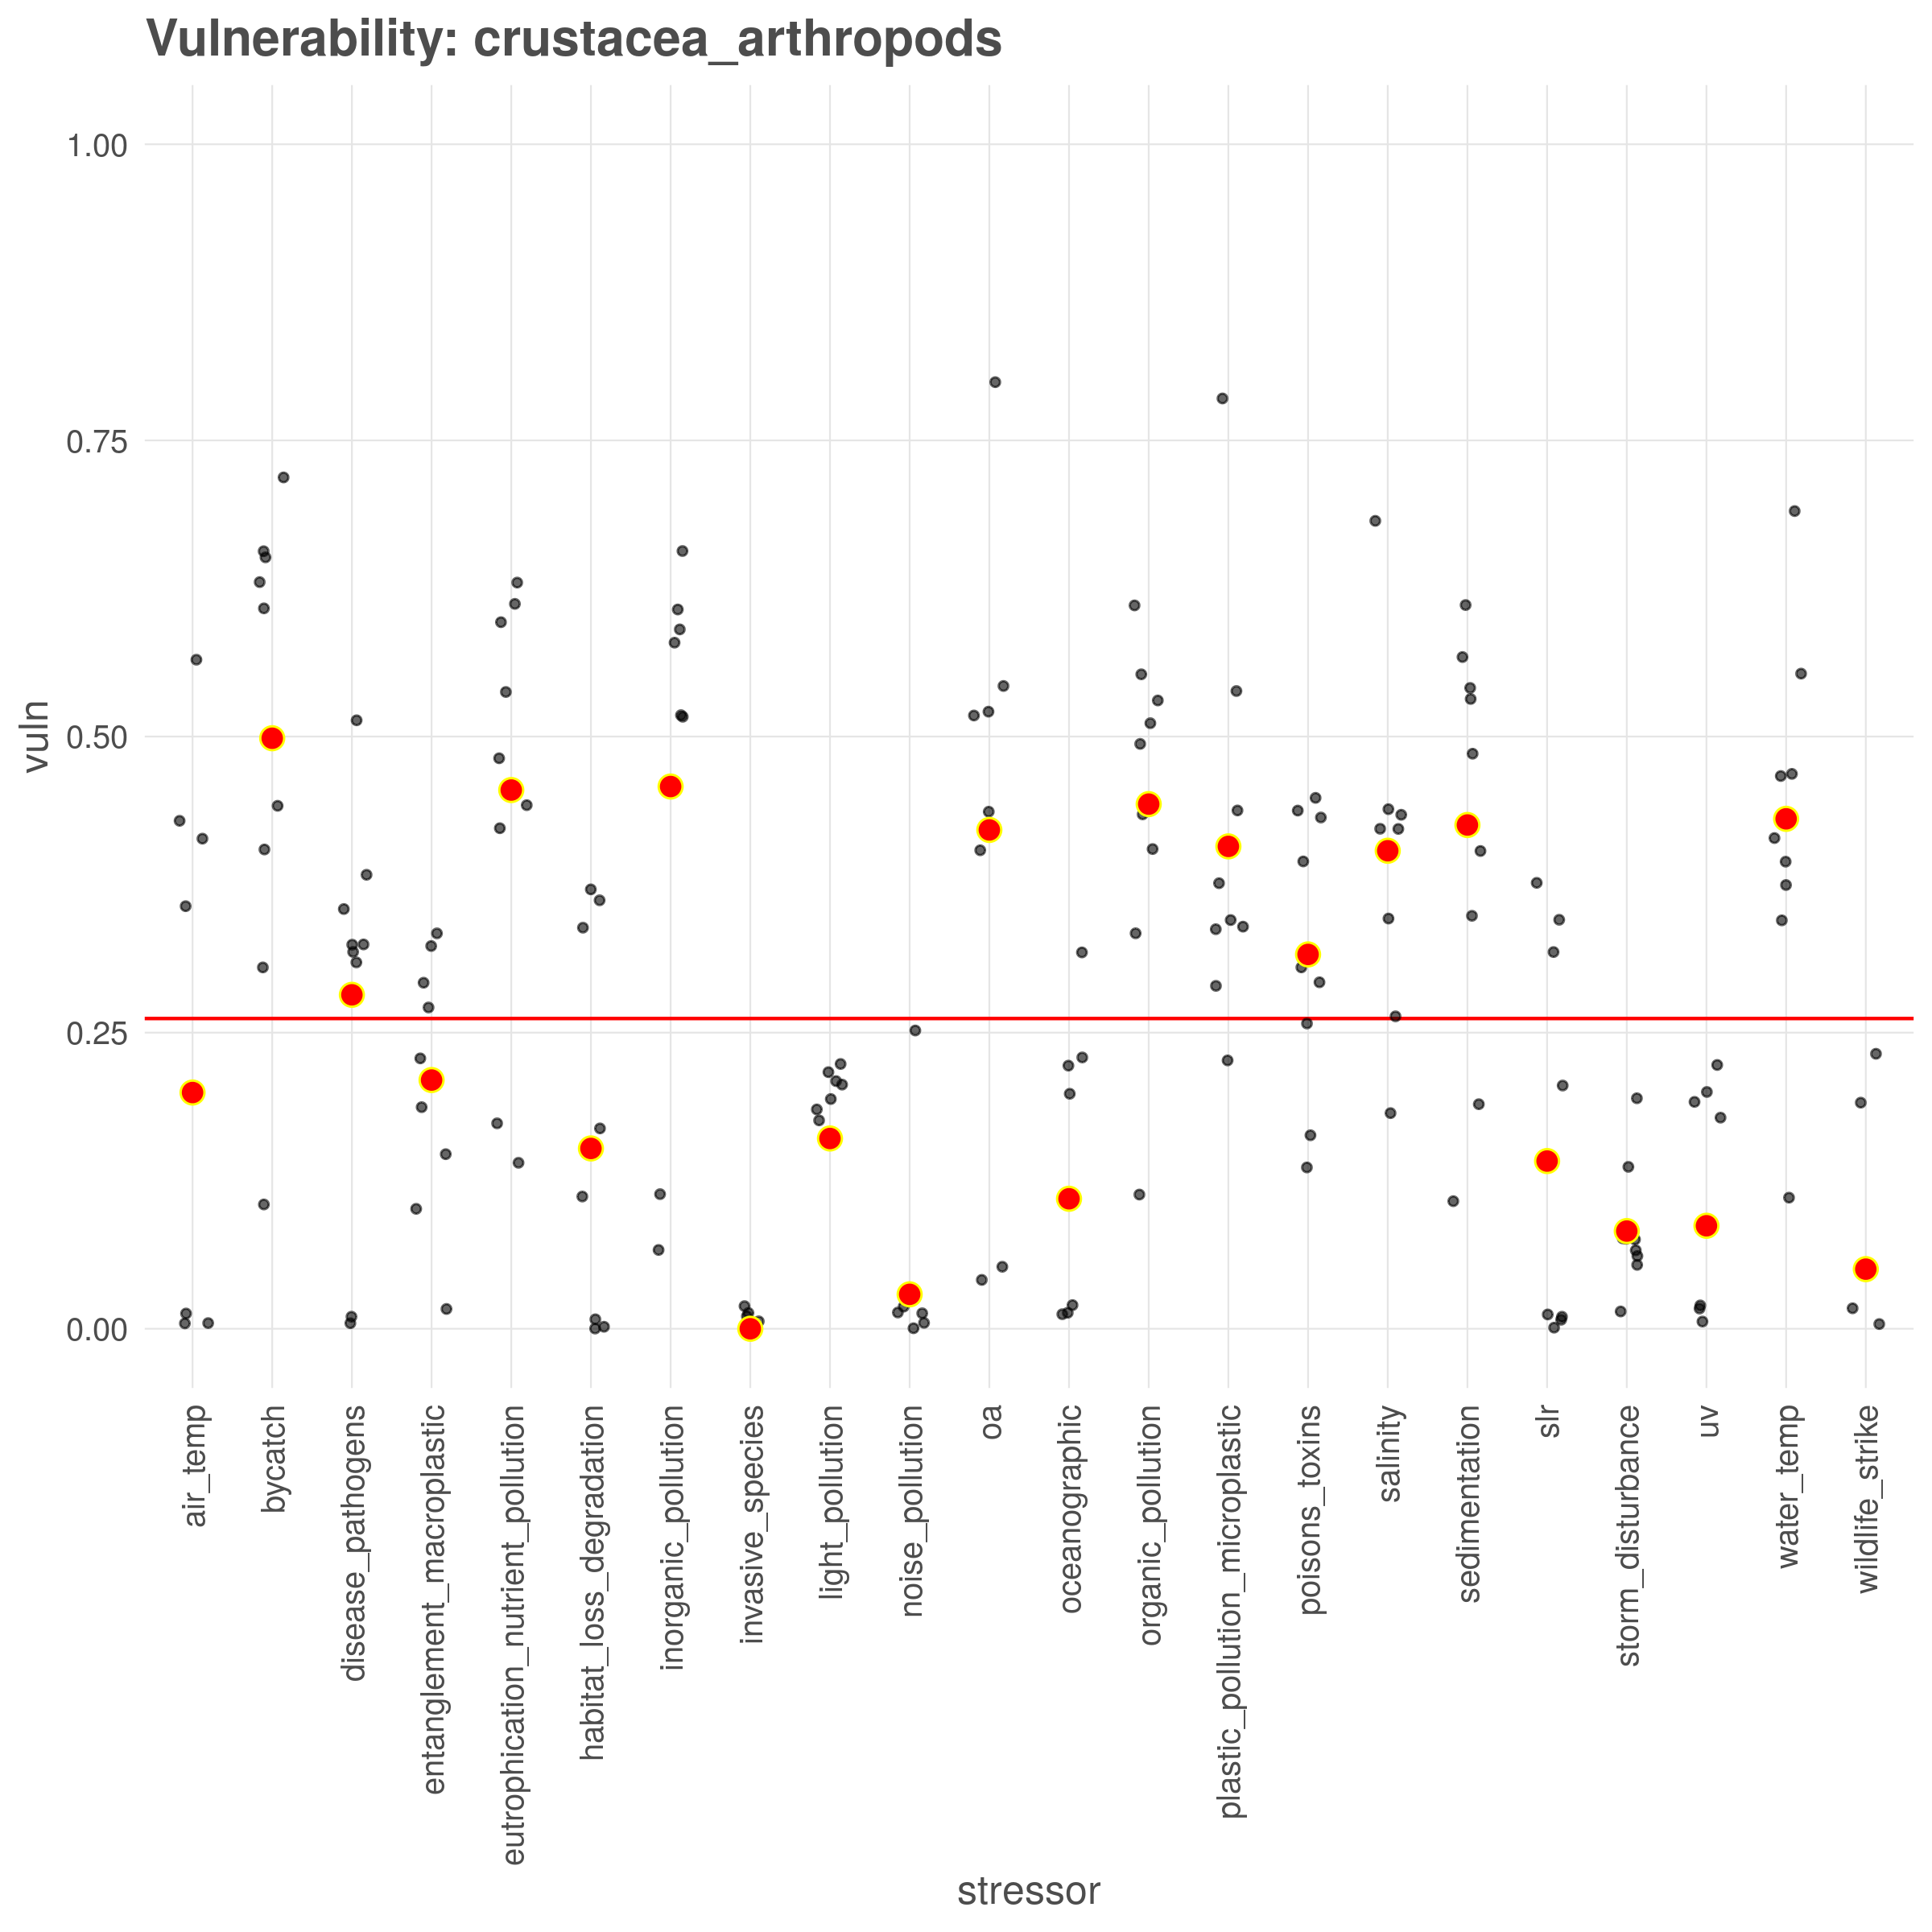 Vulnerability: crustacea_arthropods
vuln
1.00
0.75
0.50
0.25
0.00
air_temp
bycatch
disease_pathogens
entanglement_macroplastic
eutrophication_nutrient_pollution
habitat_loss_degradation
inorganic_pollution
invasive_species
light_pollution
noise_pollution
oa
oceanographic
organic_pollution
plastic_pollution_microplastic
poisons_toxins
salinity
sedimentation
slr
storm_disturbance
uv
water_temp
wildlife_strike
stressor